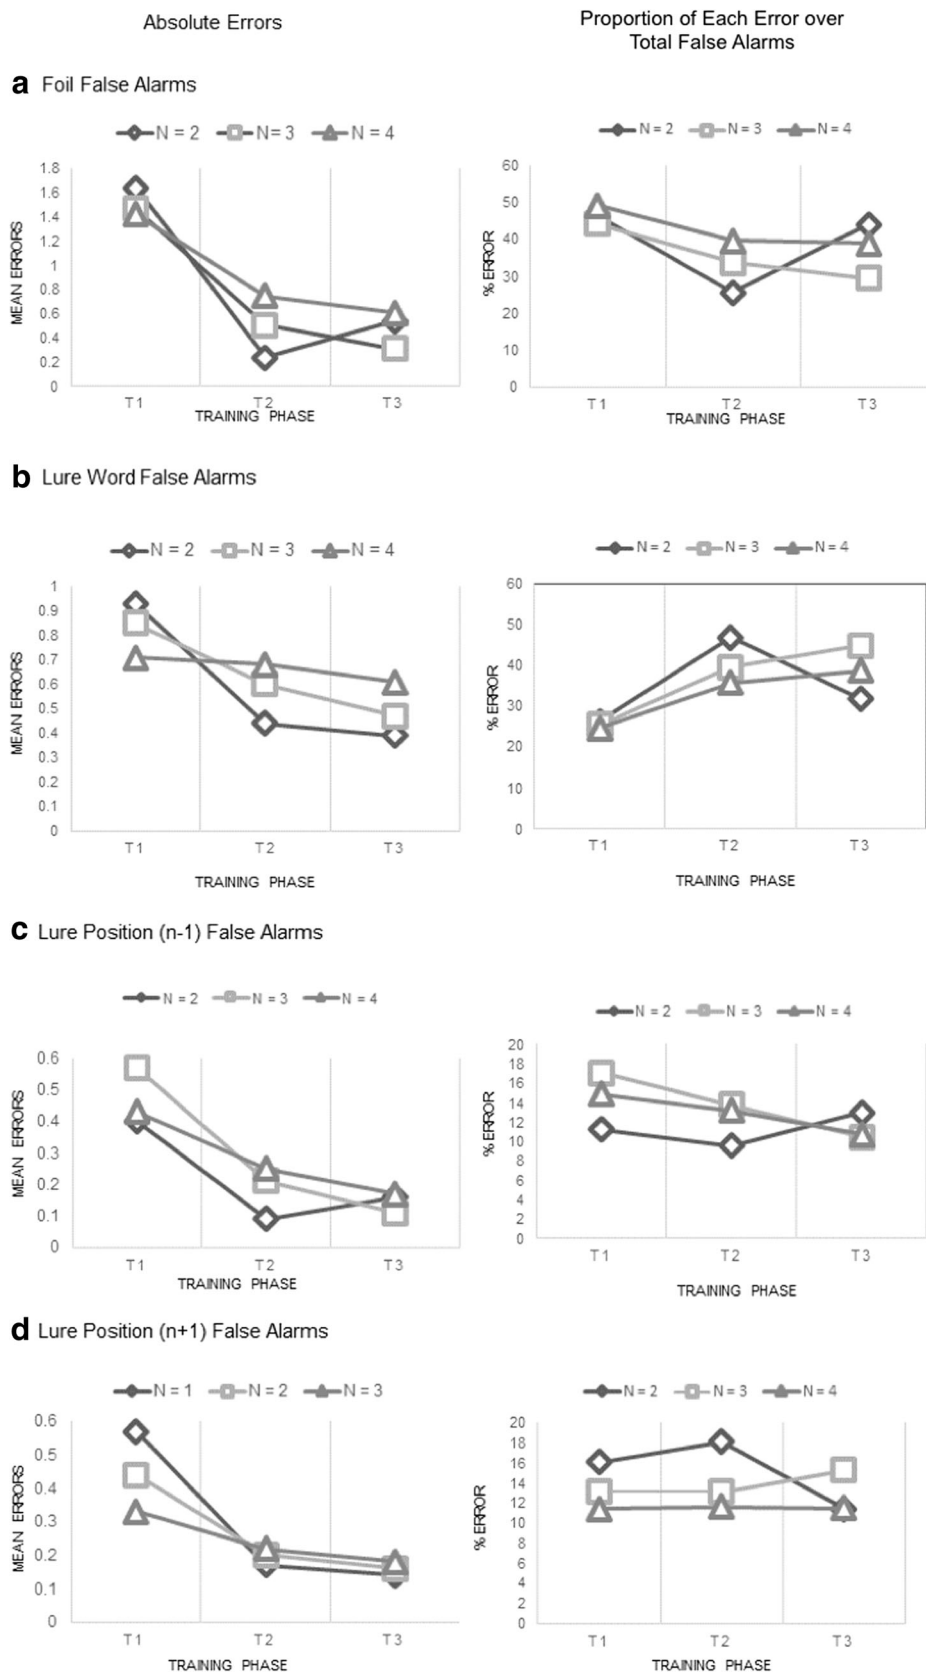 Absolute Errors
Proportion of Each Error over
Total False Alarms
a Foil False Alarms
N = 2 N= 3 N = 4
MEAN ERRORS
1.8
1.6
1.4
1.2
1
0.8
0.6
0.4
0.2
0
T1 T2 T3
TRAINING PHASE
N = 2 N = 3 N = 4
% ERROR
60
50
40
30
20
10
0
T1 T2 T3
TRAINING PHASE
b Lure Word False Alarms
N = 2 N = 3 N = 4
MEAN ERRORS
1
0.9
0.8
0.7
0.6
0.5
0.4
0.3
0.2
0.1
0
T1 T2 T3
TRAINING PHASE
N = 2 N = 3 N = 4
% ERROR
60
50
40
30
20
10
0
T1 T2 T3
TRAINING PHASE
c Lure Position (n-1) False Alarms
N = 2 N = 3 N = 4
MEAN ERRORS
0.6
0.5
0.4
0.3
0.2
0.1
0
T1 T2 T3
TRAINING PHASE
N = 2 N = 3 N = 4
% ERROR
20
18
16
14
12
10
8
6
4
2
0
T1 T2 T3
TRAINING PHASE
d Lure Position (n+1) False Alarms
N = 1 N = 2 N = 3
MEAN ERRORS
0.6
0.5
0.4
0.3
0.2
0.1
0
T1 T2 T3
TRAINING PHASE
N = 2 N = 3 N = 4
% ERROR
20
18
16
14
12
10
8
6
4
2
0
T1 T2 T3
TRAINING PHASE